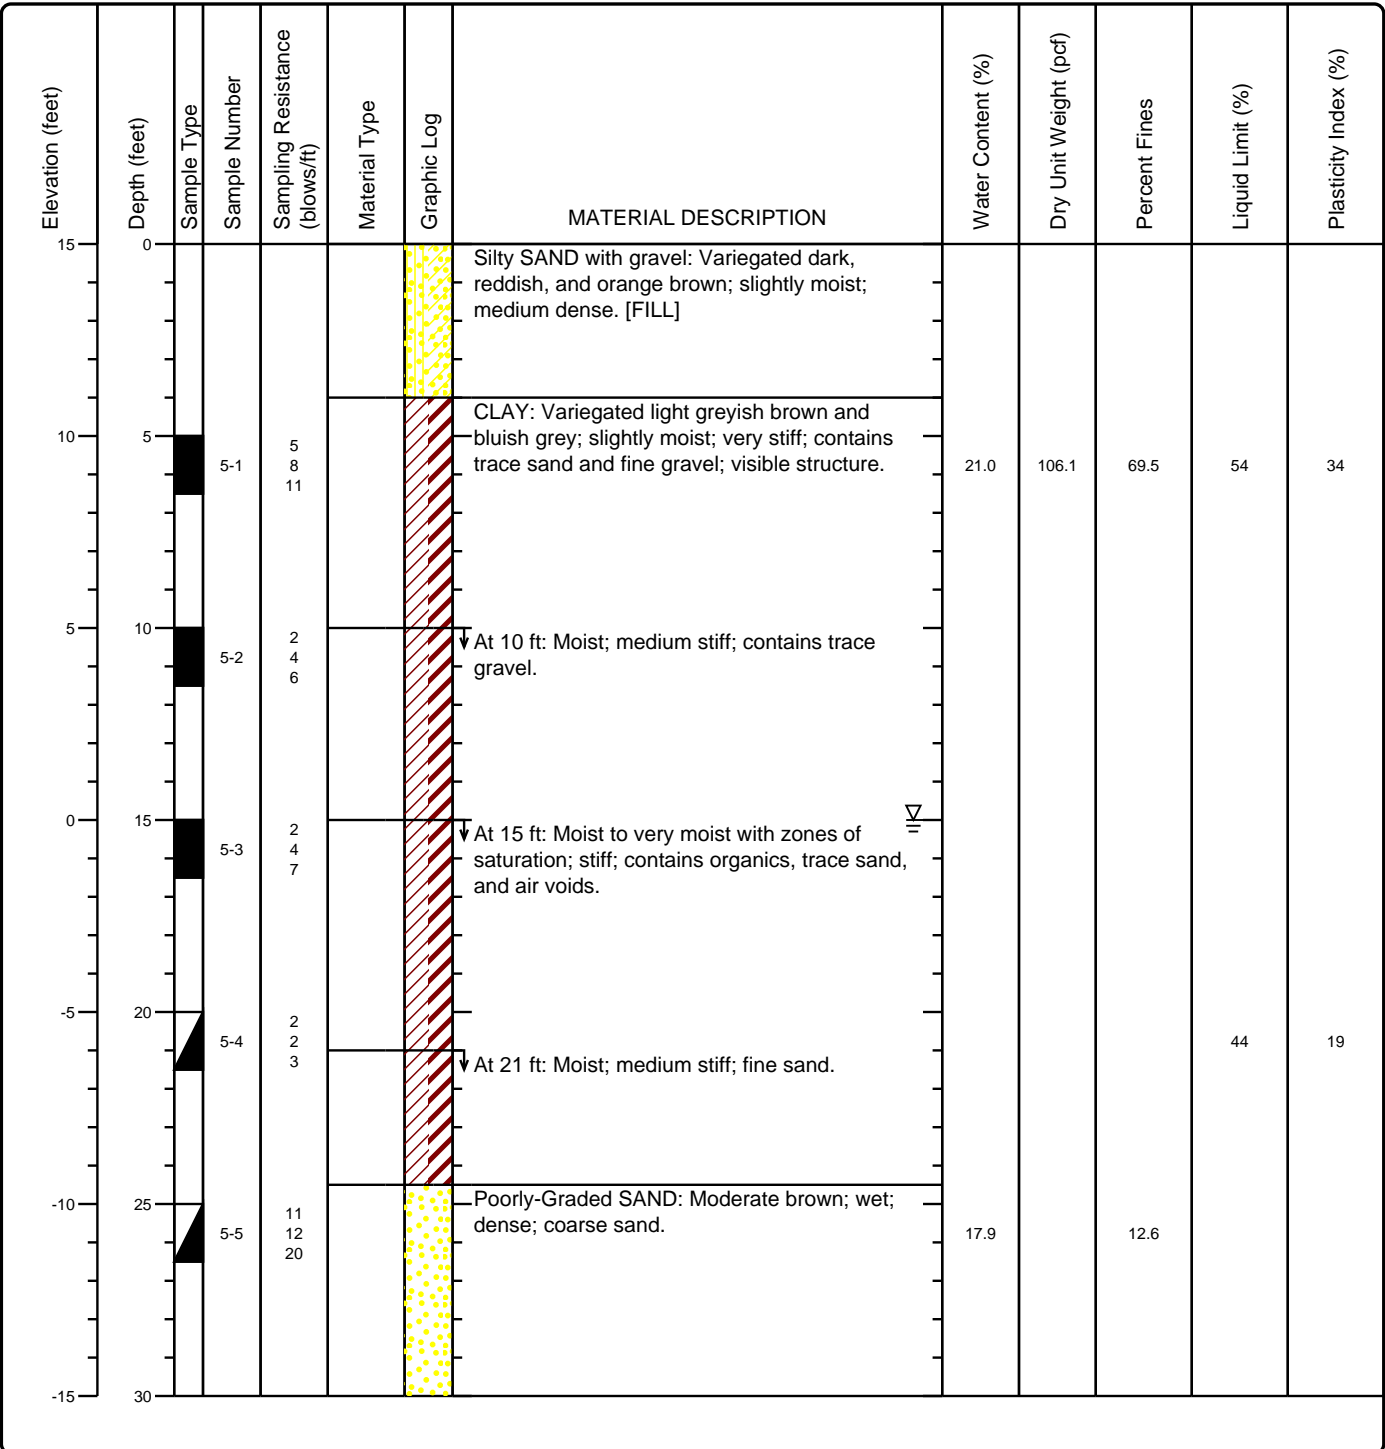 Elevation (feet)
Depth (feet)
Sample Type
Sample Number
Sampling Resistance
(blows/ft)
Material Type
Graphic Log
MATERIAL DESCRIPTION
Water Content (%)
Dry Unit Weight (pcf)
Percent Fines
Liquid Limit (%)
Plasticity Index (%)
15 0
Silty SAND with gravel: Variegated dark,
reddish, and orange brown; slightly moist;
medium dense. [FILL]
CLAY: Variegated light greyish brown and
10 5 bluish grey; slightly moist; very stiff; contains
5
5-1 8 trace sand and fine gravel; visible structure. 21.0 106.1 69.5 54 34
11
5 10
2 At 10 ft: Moist; medium stiff; contains trace
5-2 4
gravel.
6
0 15
2 At 15 ft: Moist to very moist with zones of
5-3 4 saturation; stiff; contains organics, trace sand,
7
and air voids.
-5 20
2
5-4 2 44 19
3 At 21 ft: Moist; medium stiff; fine sand.
-10 25 Poorly-Graded SAND: Moderate brown; wet;
11
dense; coarse sand.
5-5 12 17.9 12.6
20
-15 30